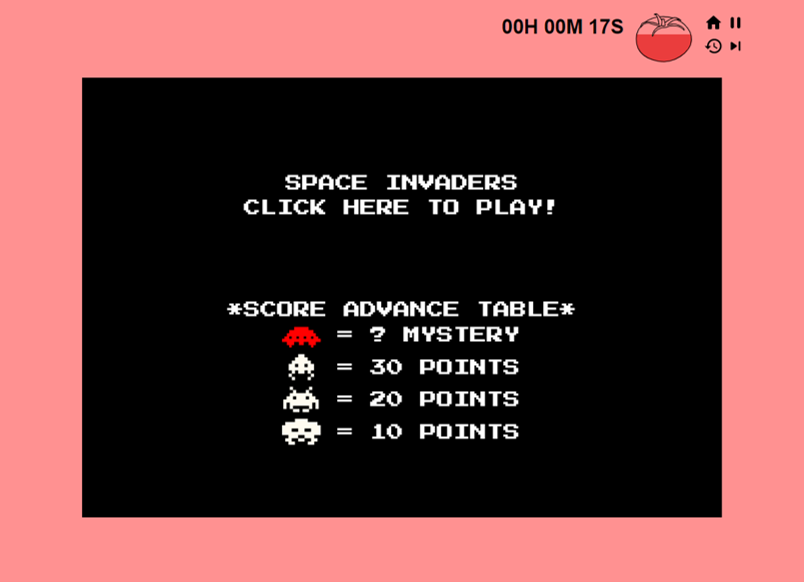 00H 00M 17S
SPACE INVADERS
CLICK HERE TO PLAY!
*SCORE ADVANCE TABLE*
= ? MYSTERY
= 30 POINTS
= 20 POINTS
= 10 POINTS